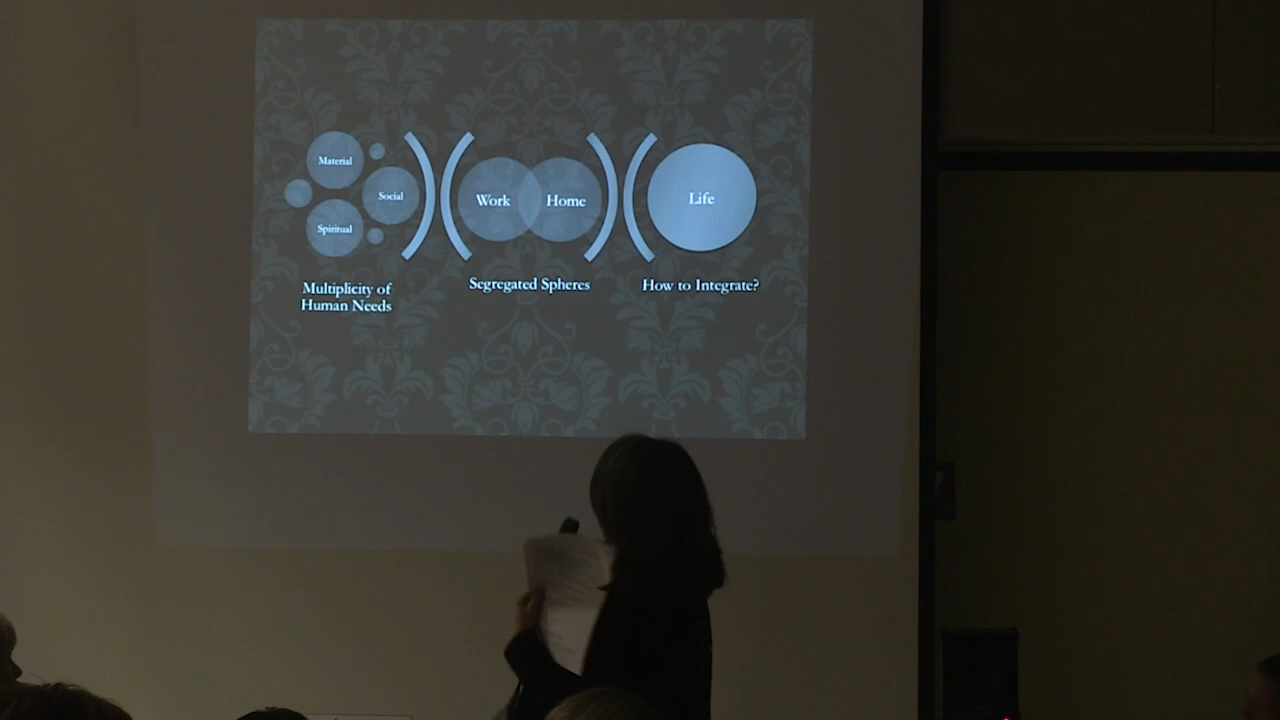 Material
Social
Spiritual
Multiplicity of
Human Needs
Work
Home
Segregated Spheres
Life
How to Integrate?